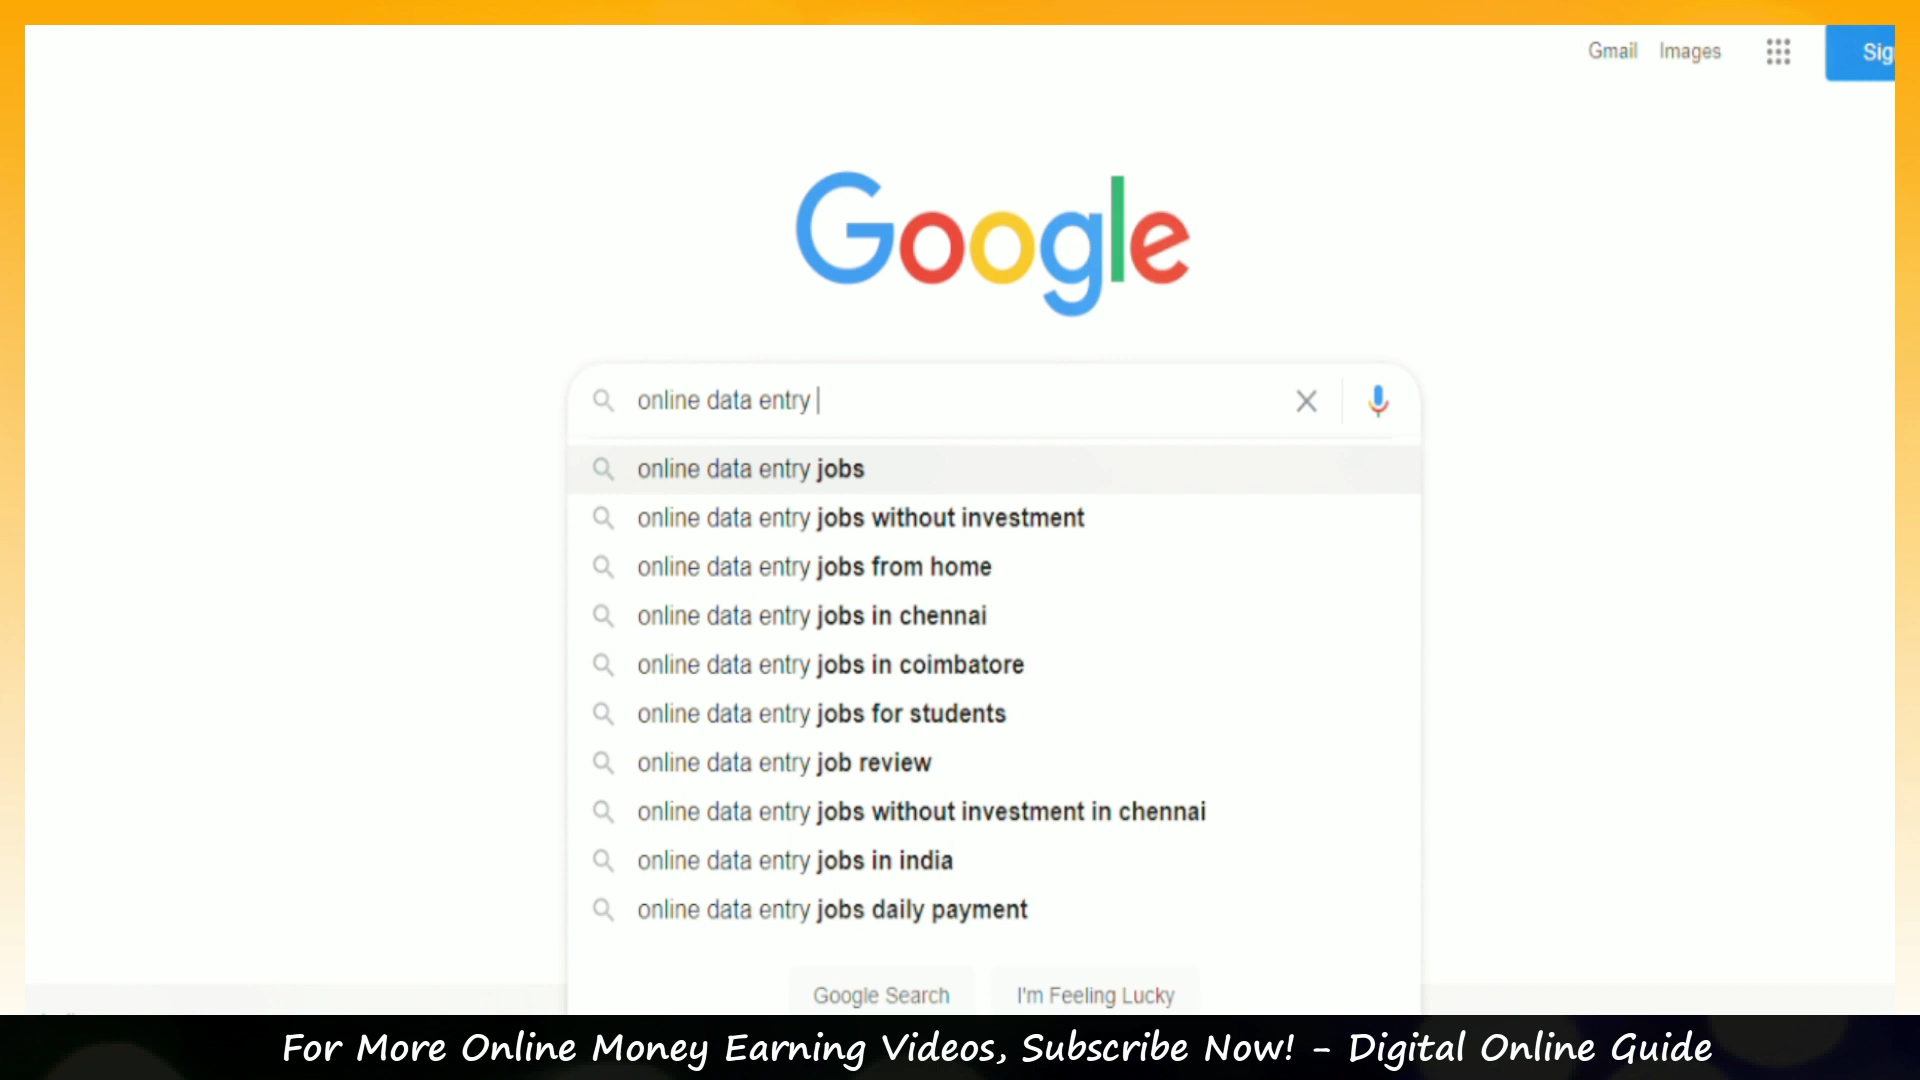 Gmail Images
Google
online data entry
online data entry jobs
online data entry jobs without investment
online data entry jobs from home
online data entry jobs in chennai
online data entry jobs in coimbatore
online data entry jobs for students
online data entry job review
online data entry jobs without investment in chennai
online data entry jobs in india
online data entry jobs daily payment
Google Search I'm Feeling Lucky
For More Online Money Earning Videos, Subscribe Now! - Digital Online Guide